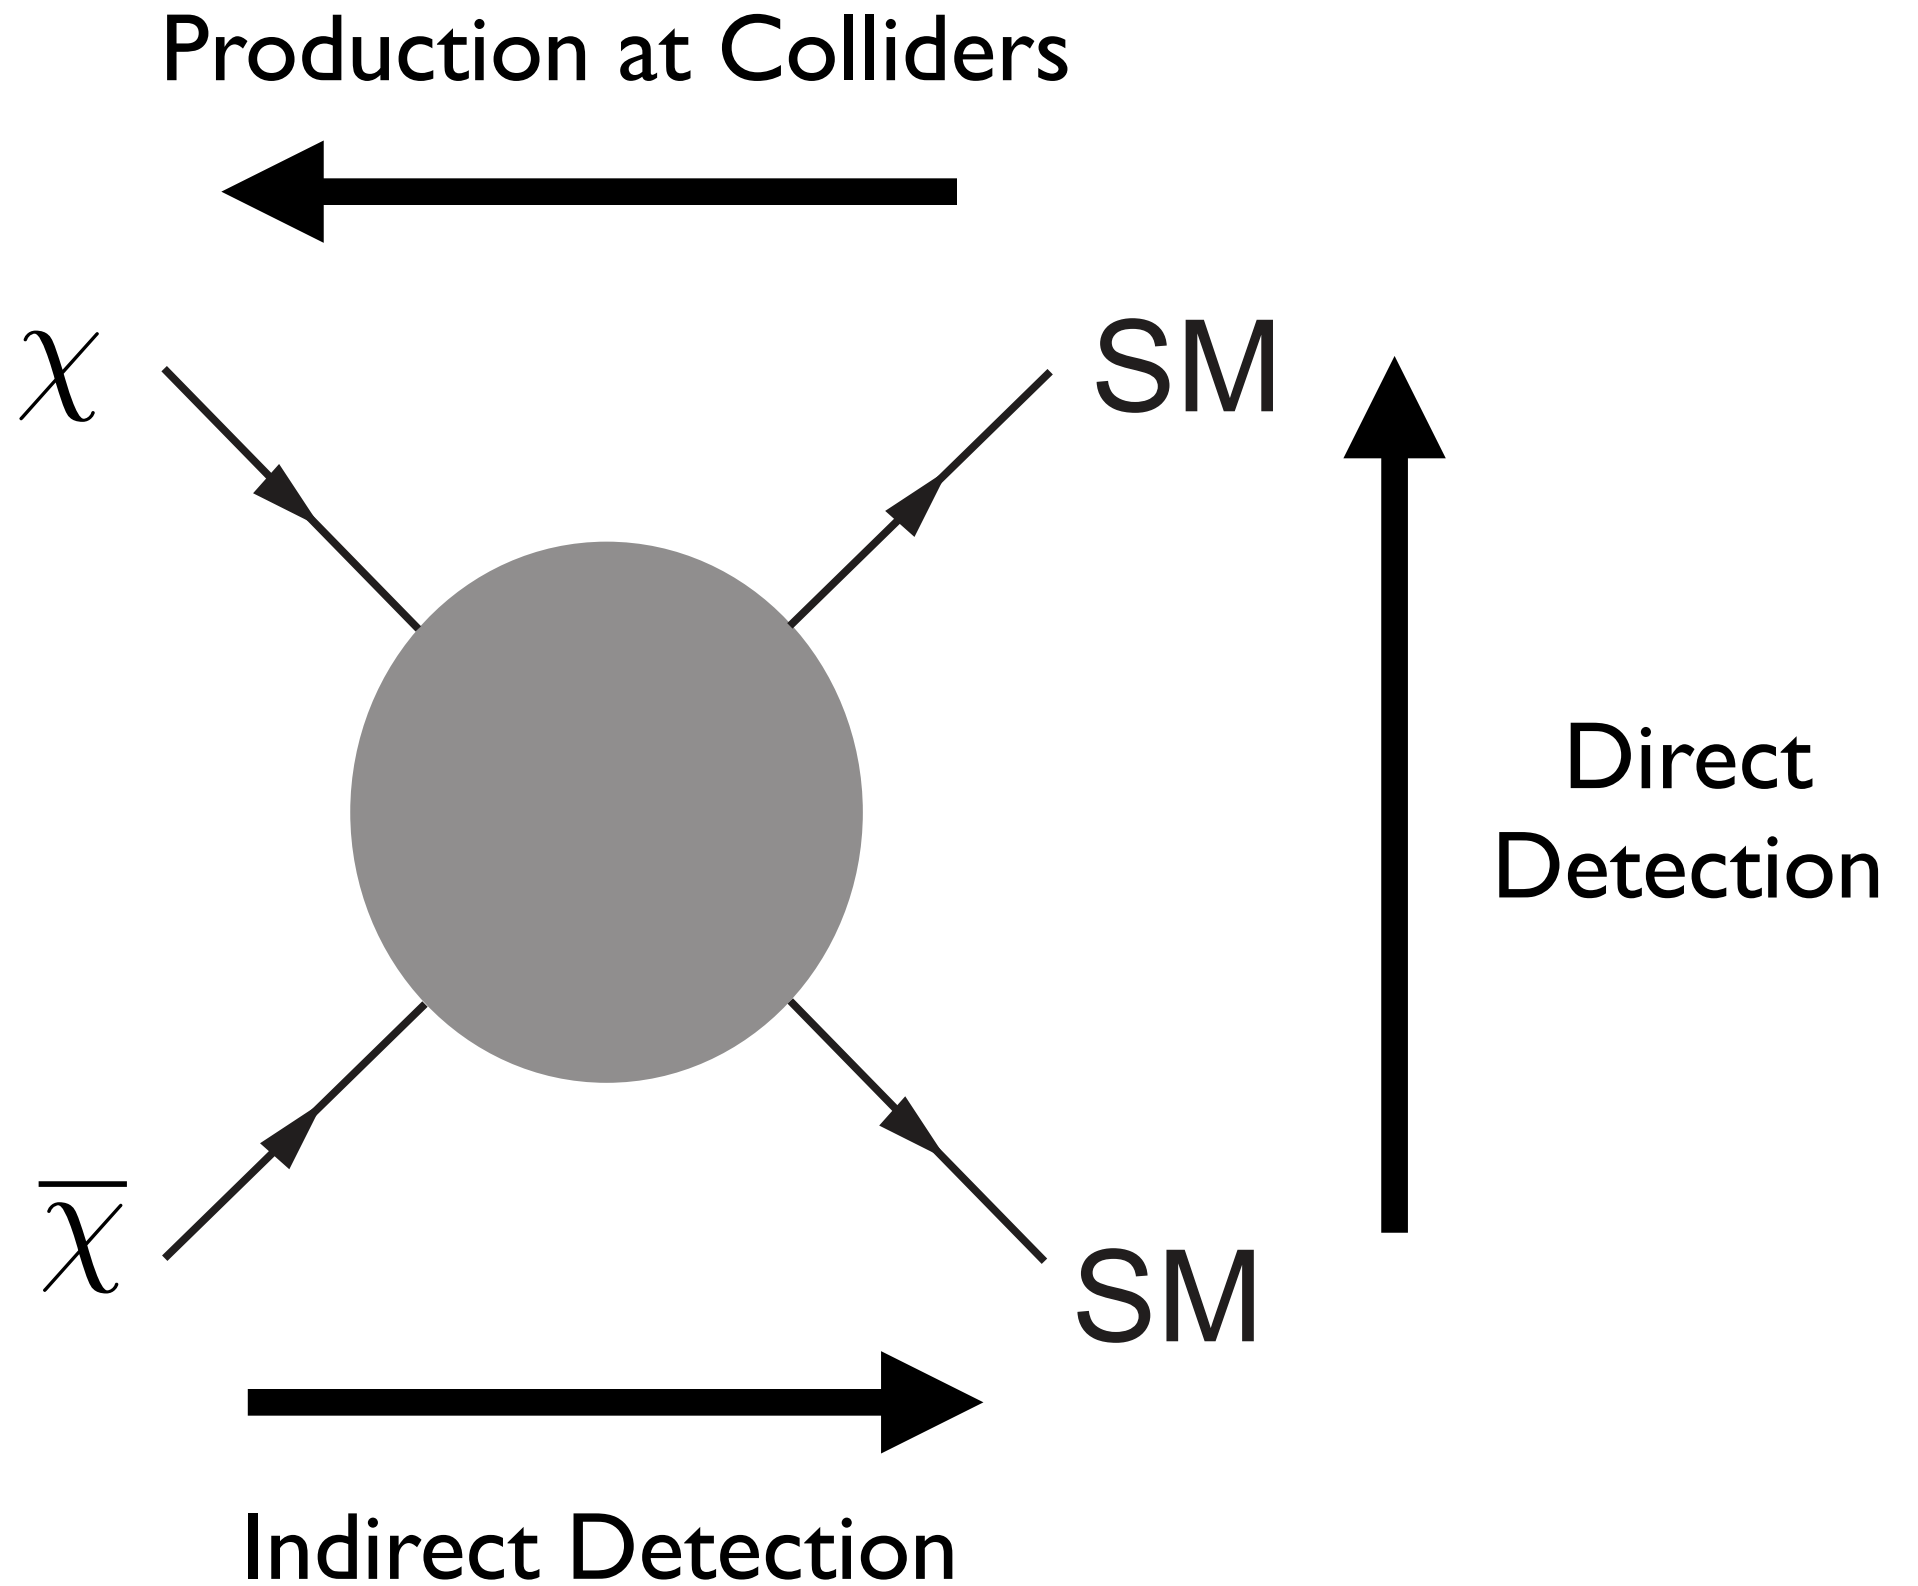 Production at Colliders
χ
SM
Direct
Detection
χ̅
SM
Indirect Detection